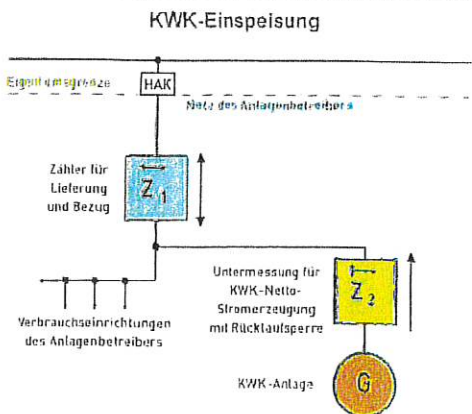 KWK-Einspeisung
Eigentumsgrenze
HAK
Netz des Anlagenbetreibers
Zähler für
Lieferung
und Bezug
Z1
Verbrauchseinrichtungen
des Anlagenbetreibers
Untermessung für
KWK-Netto-
Stromerzeugung
mit Rücklaufsperre
Z2
KWK-Anlage
G